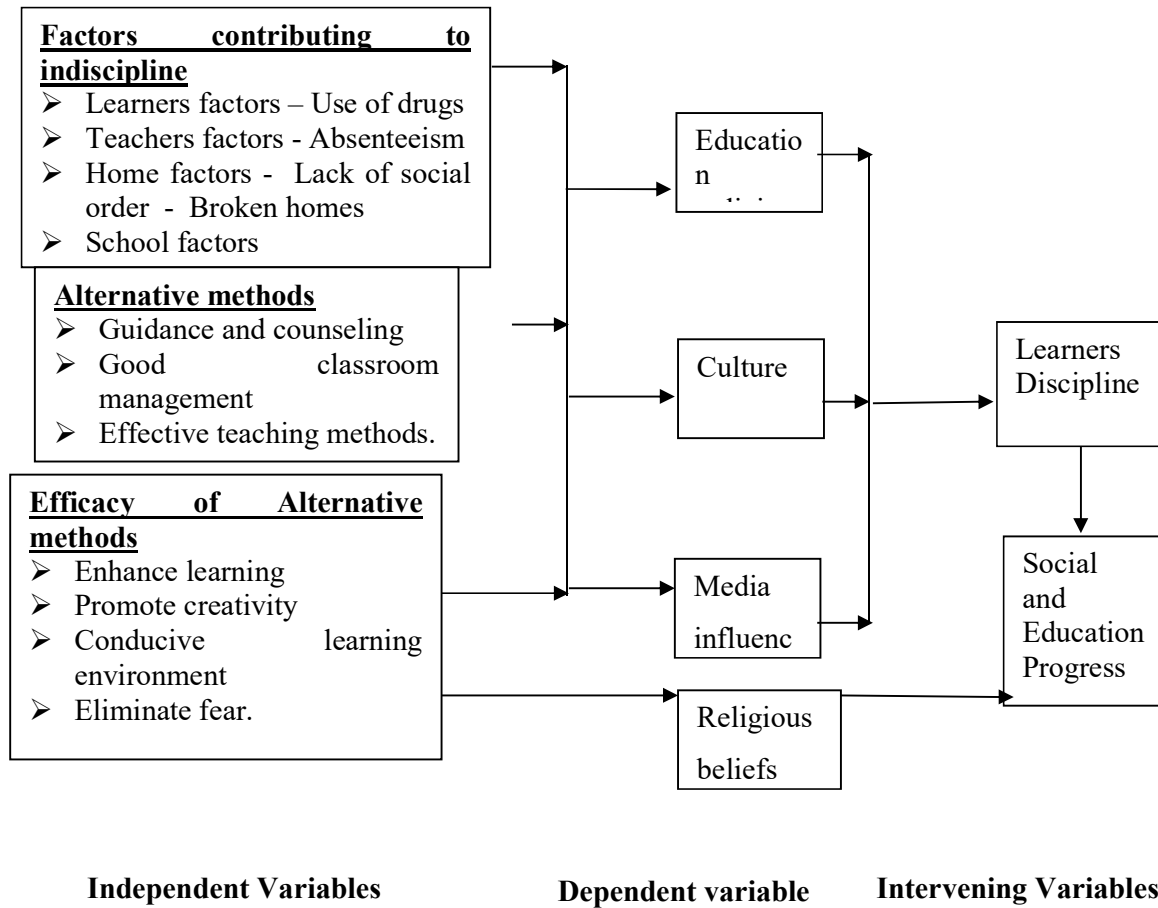 Factors contributing to
indiscipline
➢ Learners factors – Use of drugs
➢ Teachers factors - Absenteeism
➢ Home factors - Lack of social
order - Broken homes
➢ School factors
Alternative methods
➢ Guidance and counseling
➢ Good classroom
management
➢ Effective teaching methods.
Efficacy of Alternative
methods
➢ Enhance learning
➢ Promote creativity
➢ Conducive learning
environment
➢ Eliminate fear.
Educatio
n
Culture
Media
influenc
Religious
beliefs
Learners
Discipline
Social
and
Education
Progress
Independent Variables
Dependent variable
Intervening Variables